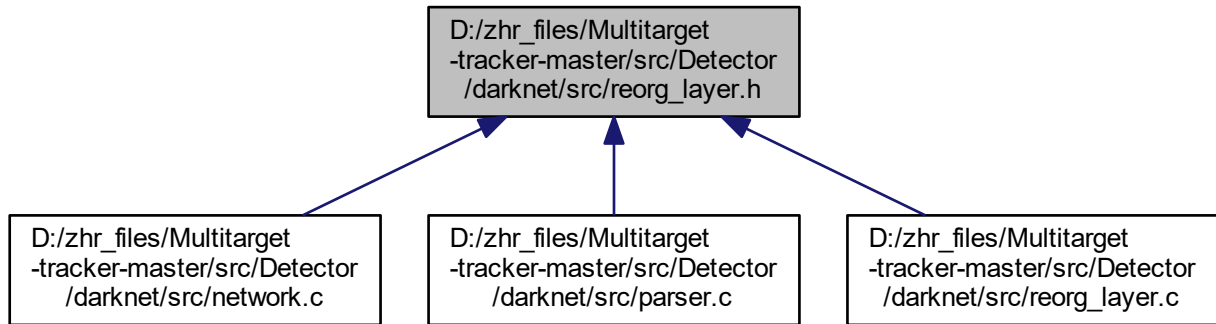 D:/zhr_files/Multitarget
-tracker-master/src/Detector
/darknet/src/reorg_layer.h
D:/zhr_files/Multitarget
-tracker-master/src/Detector
/darknet/src/network.c
D:/zhr_files/Multitarget
-tracker-master/src/Detector
/darknet/src/parser.c
D:/zhr_files/Multitarget
-tracker-master/src/Detector
/darknet/src/reorg_layer.c